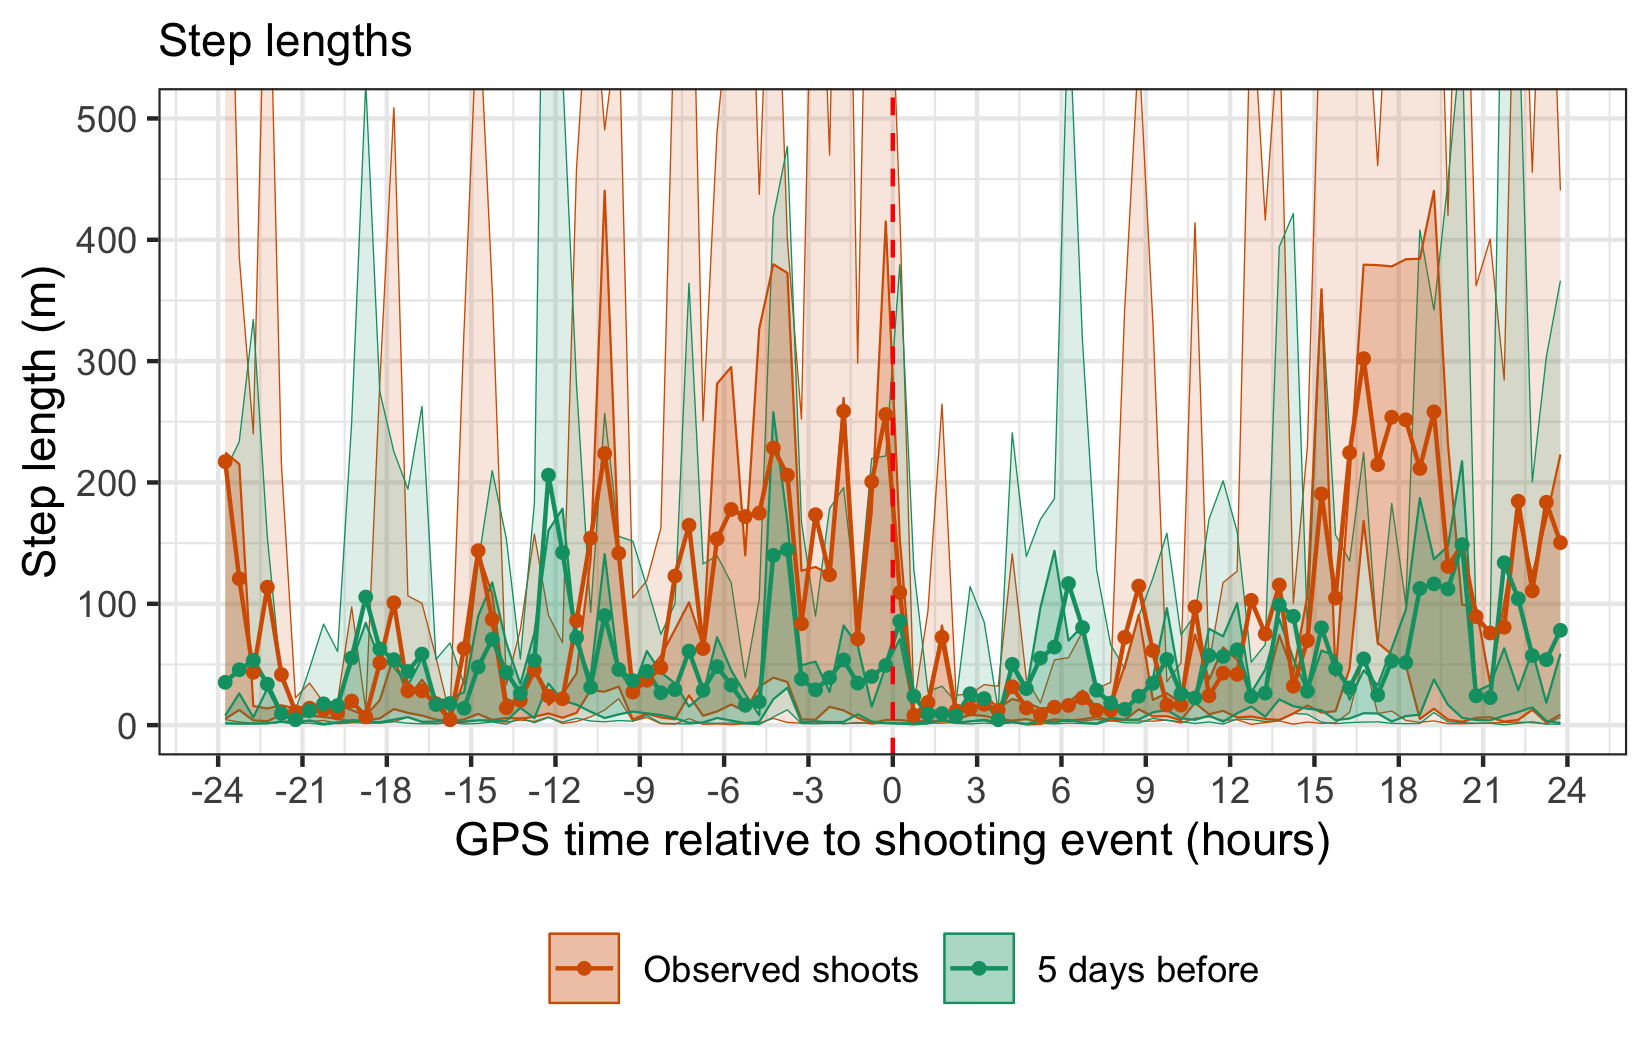 Step lengths
500
400
300
200
100
0
Step length (m)
-24 -21 -18 -15 -12 -9 -6 -3 0 3 6 9 12 15 18 21 24
GPS time relative to shooting event (hours)
Observed shoots 5 days before